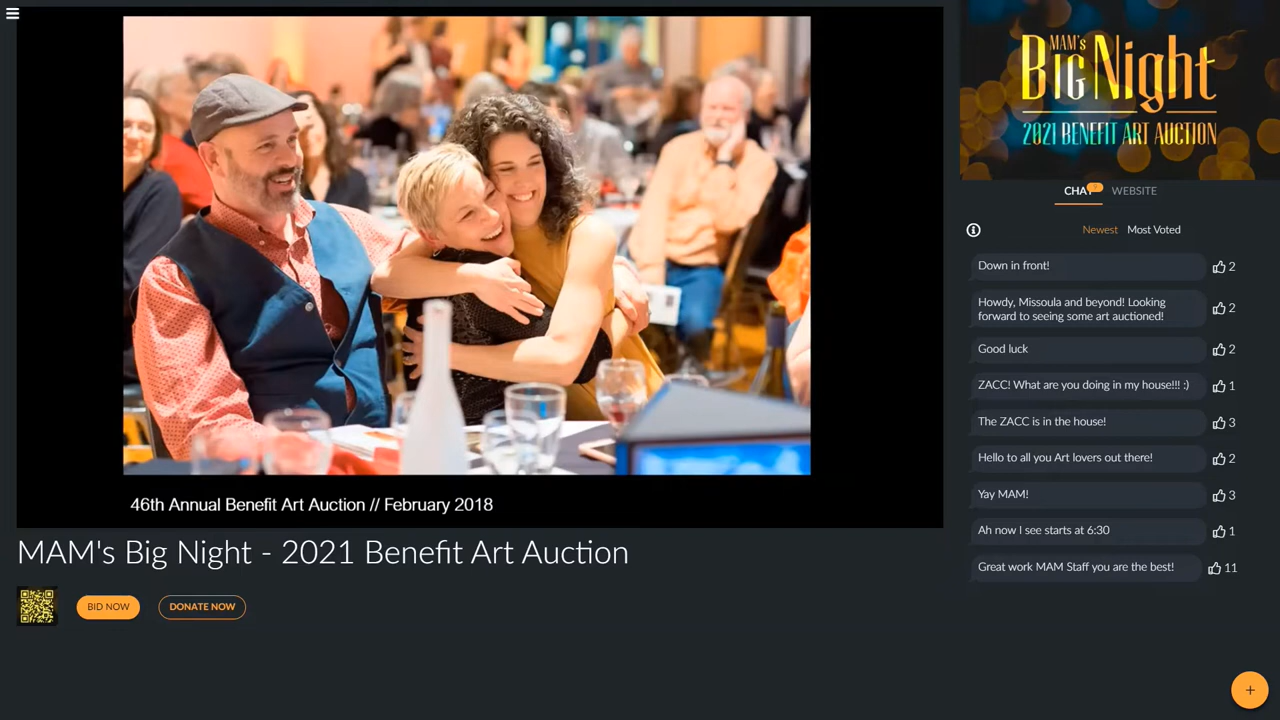 46th Annual Benefit Art Auction // February 2018
MAM's Big Night - 2021 Benefit Art Auction
BID NOW
DONATE NOW
MAM's
BIG Night
2021 BENEFIT ART AUCTION
CHAT
WEBSITE
Newest
Most Voted
Down in front!
2
Howdy, Missoula and beyond! Looking
forward to seeing some art auctioned!
2
Good luck
2
ZACC! What are you doing in my house!!! :)
1
The ZACC is in the house!
3
Hello to all you Art lovers out there!
2
Yay MAM!
3
Ah now I see starts at 6:30
1
Great work MAM Staff you are the best!
11